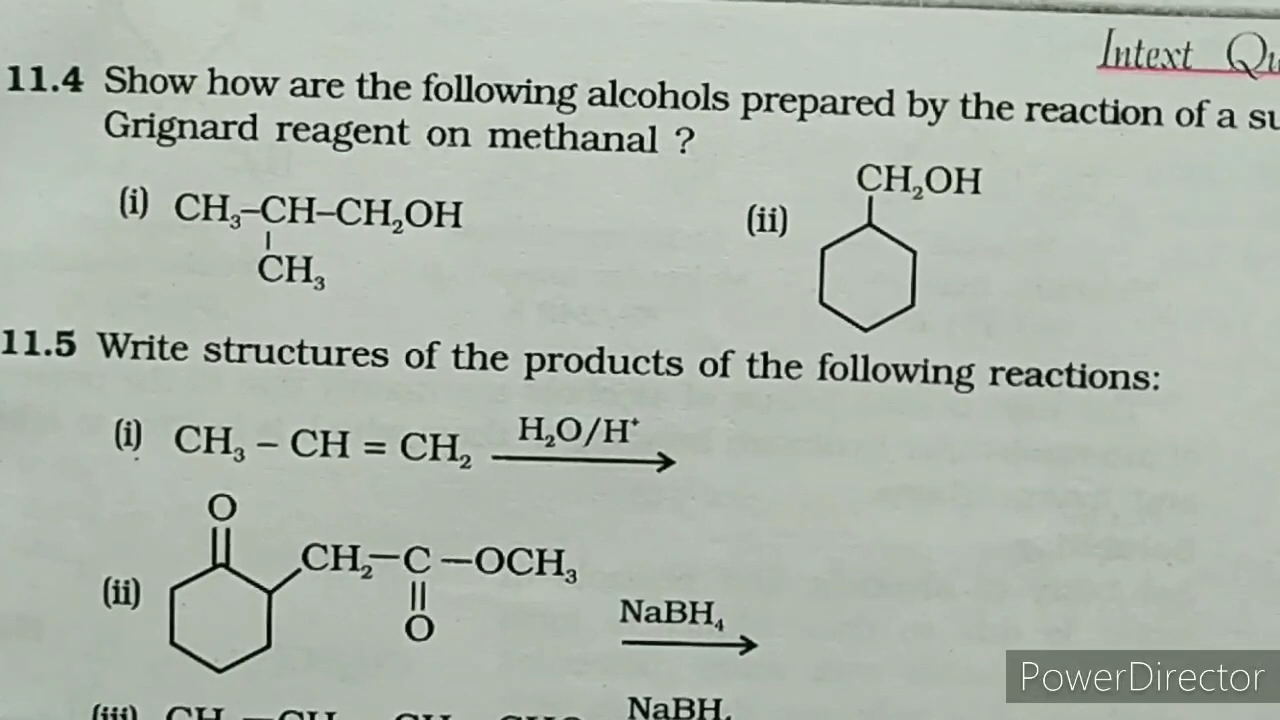 Intext
11.4 Show how are the following alcohols prepared by the reaction of a
Grignard reagent on methanal ?
(i) CH₃–CH–CH₂OH
CH₃
(ii)
CH₂OH
11.5 Write structures of the products of the following reactions:
(i) CH₃ – CH = CH₂ H₂O/H⁺
(ii)
O
CH₂–C–OCH₃
O
NaBH₄
(iii)
NaBH₄
PowerDirector